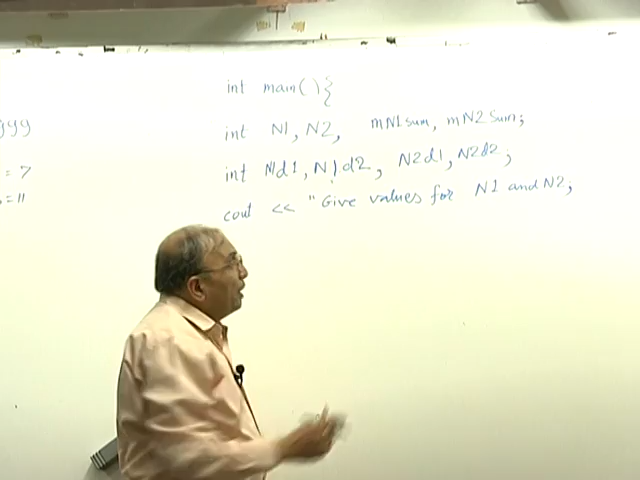 int main(){
int N1, N2, mN1sum, mN2Sum;
= 7
int N1d1, N1d2, N2d1, N2d2;
= 11
cout << "Give values for N1 and N2;